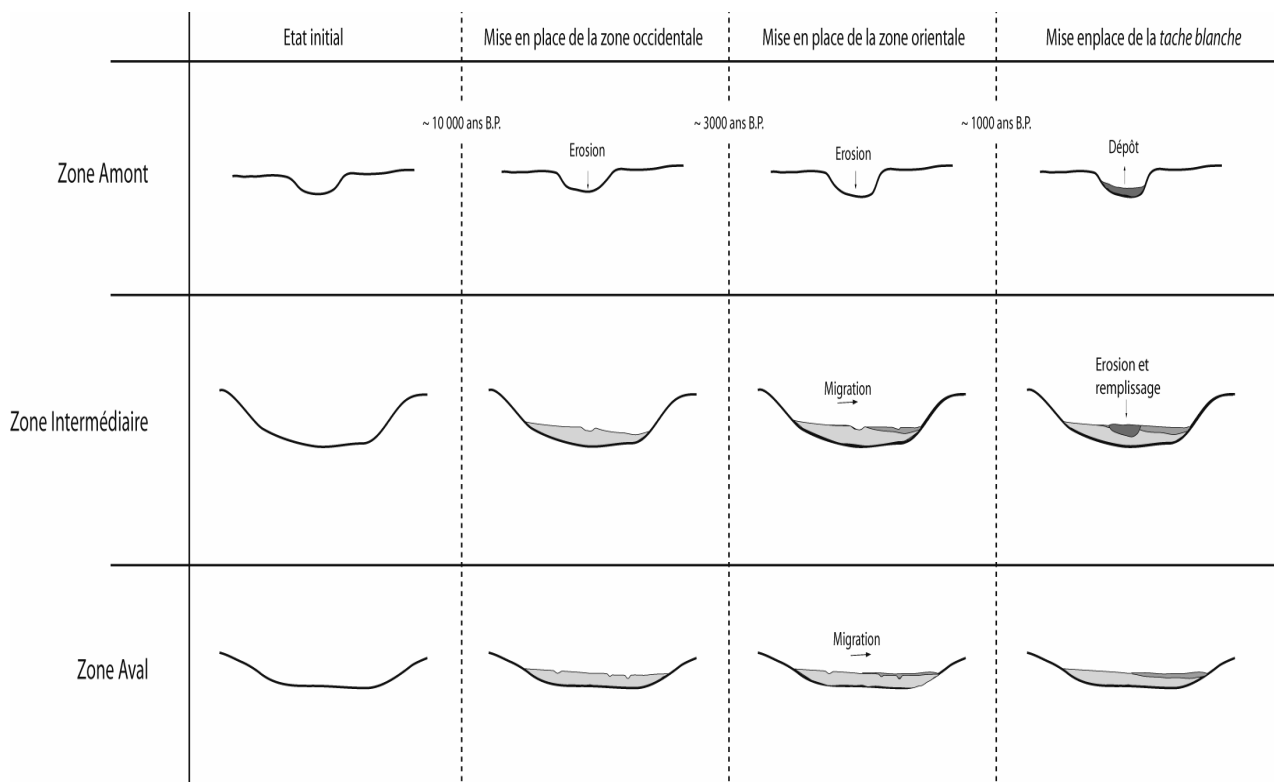 Etat initial
Mise en place de la zone occidentale
Mise en place de la zone orientale
Mise enplace de la tache blanche
~ 10 000 ans B.P.
~ 3000 ans B.P.
~ 1000 ans B.P.
Zone Amont
Erosion
Erosion
Dépôt
Zone Intermédiaire
Migration
Erosion et
remplissage
Zone Aval
Migration